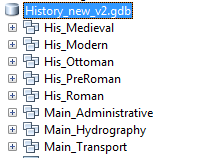 History_new_v2.gdb
His_Medieval
His_Modern
His_Ottoman
His_PreRoman
His_Roman
Main_Administrative
Main_Hydrography
Main_Transport